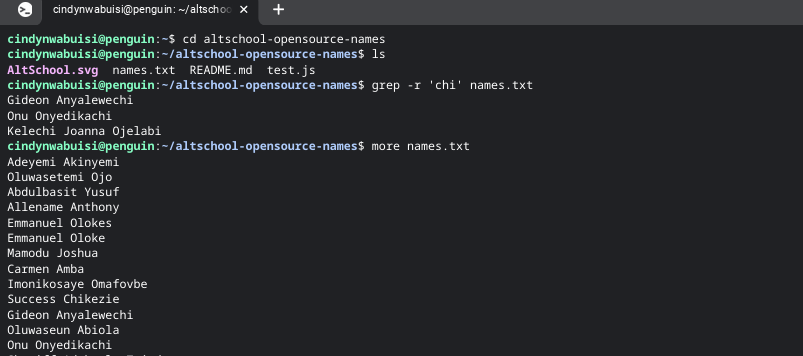 cindynwabuisi@penguin: ~/altschoo
cindynwabuisi@penguin:~$ cd altschool-opensource-names
cindynwabuisi@penguin:~/altschool-opensource-names$ ls
AltSchool.svg  names.txt  README.md  test.js
cindynwabuisi@penguin:~/altschool-opensource-names$ grep -r 'chi' names.txt
Gideon Anyalewechi
Onu Onyedikachi
Kelechi Joanna Ojelabi
cindynwabuisi@penguin:~/altschool-opensource-names$ more names.txt
Adeyemi Akinyemi
Oluwasetemi Ojo
Abdulbasit Yusuf
Allename Anthony
Emmanuel Olokes
Emmanuel Oloke
Mamodu Joshua
Carmen Amba
Imonikosaye Omafovbe
Success Chikezie
Gideon Anyalewechi
Oluwaseun Abiola
Onu Onyedikachi